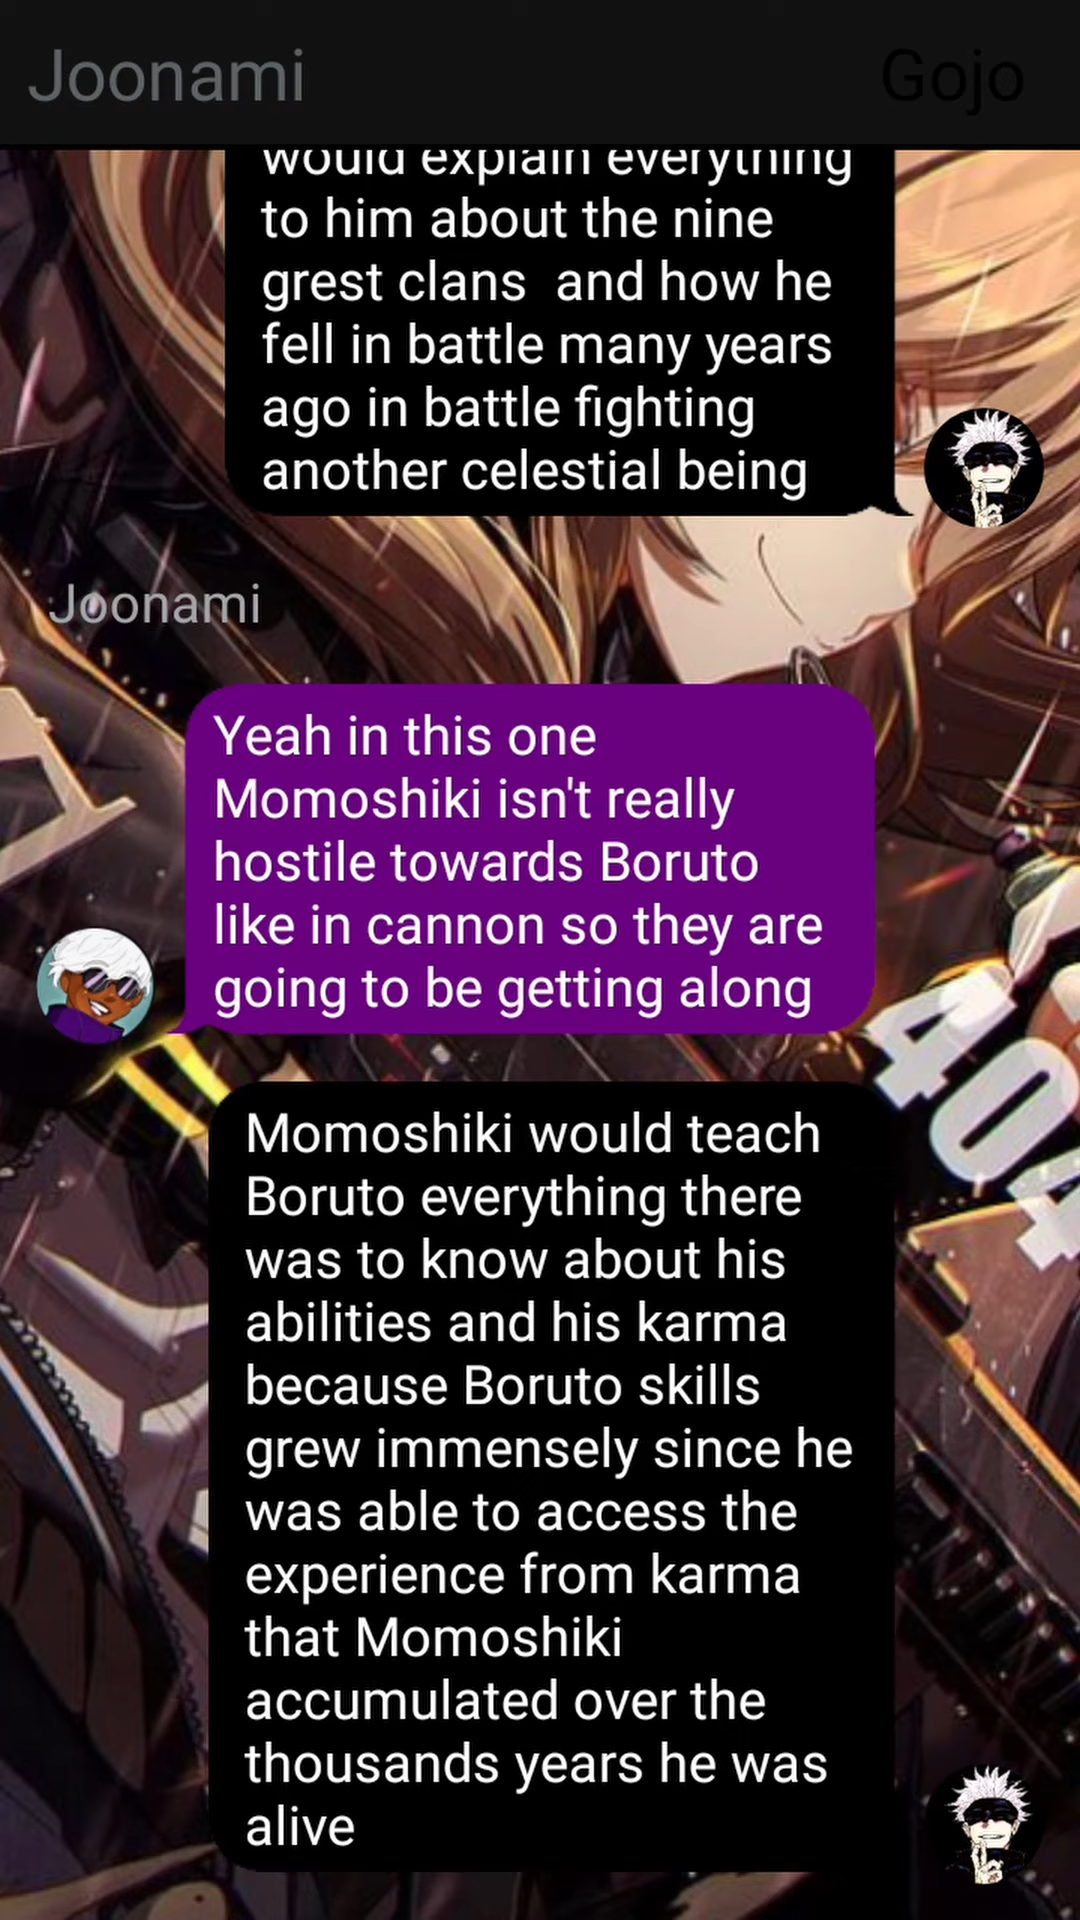 Joonami
Gojo
would explain everything
to him about the nine
grest clans  and how he
fell in battle many years
ago in battle fighting
another celestial being
Joonami
Yeah in this one
Momoshiki isn't really
hostile towards Boruto
like in cannon so they are
going to be getting along
404
Momoshiki would teach
Boruto everything there
was to know about his
abilities and his karma
because Boruto skills
grew immensely since he
was able to access the
experience from karma
that Momoshiki
accumulated over the
thousands years he was
alive